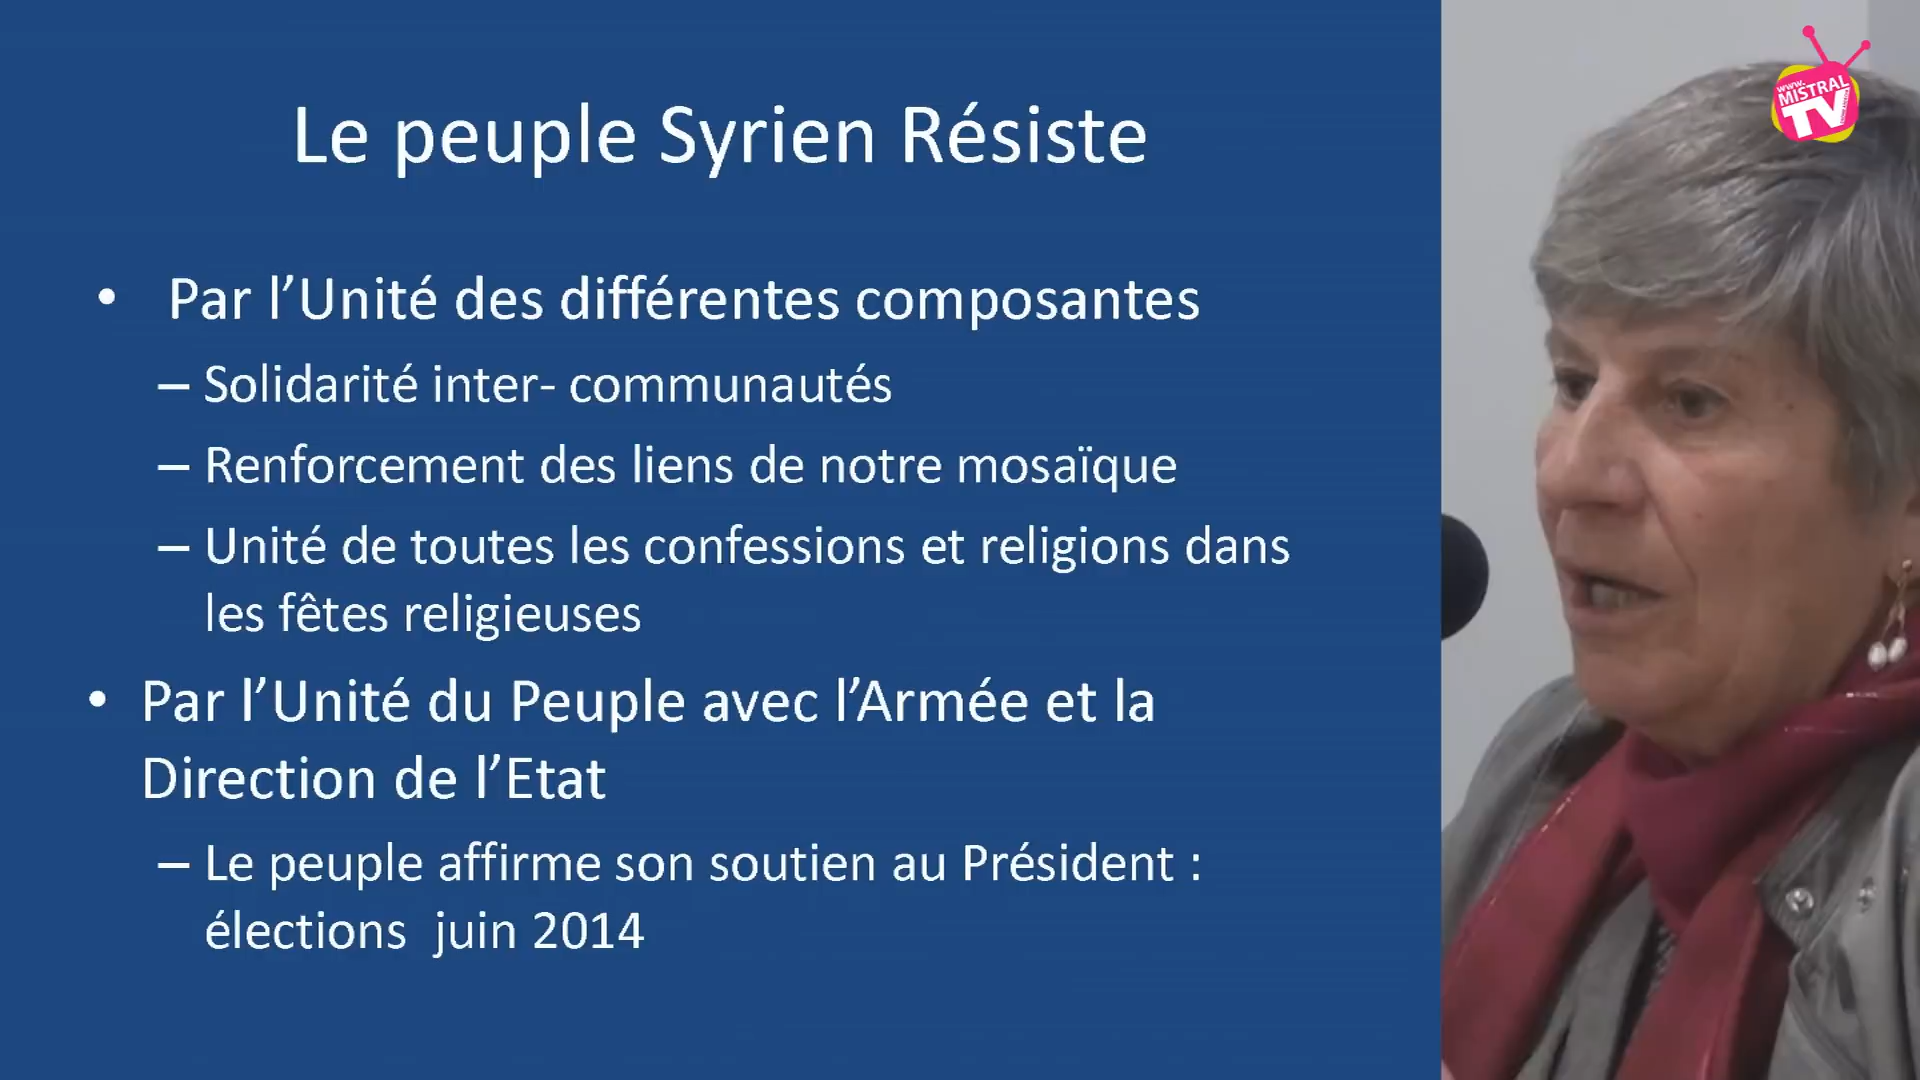 Le peuple Syrien Résiste
• Par l’Unité des différentes composantes
– Solidarité inter- communautés
– Renforcement des liens de notre mosaïque
– Unité de toutes les confessions et religions dans
les fêtes religieuses
• Par l’Unité du Peuple avec l’Armée et la
Direction de l’Etat
– Le peuple affirme son soutien au Président :
élections juin 2014
www.
MISTRAL
TV